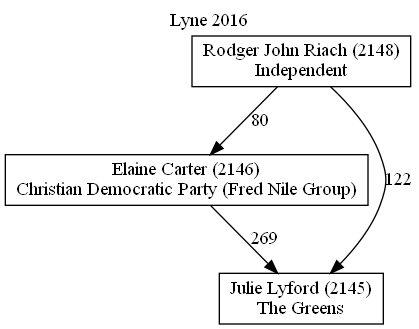 Lyne 2016
Rodger John Riach (2148)
Independent
80
122
Elaine Carter (2146)
Christian Democratic Party (Fred Nile Group)
269
Julie Lyford (2145)
The Greens